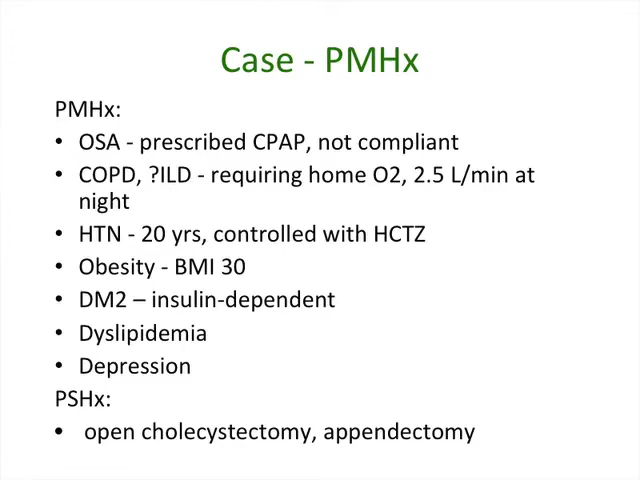 Case - PMHx
PMHx:
• OSA - prescribed CPAP, not compliant
• COPD, ?ILD - requiring home O2, 2.5 L/min at
night
• HTN - 20 yrs, controlled with HCTZ
• Obesity - BMI 30
• DM2 – insulin-dependent
• Dyslipidemia
• Depression
PSHx:
• open cholecystectomy, appendectomy